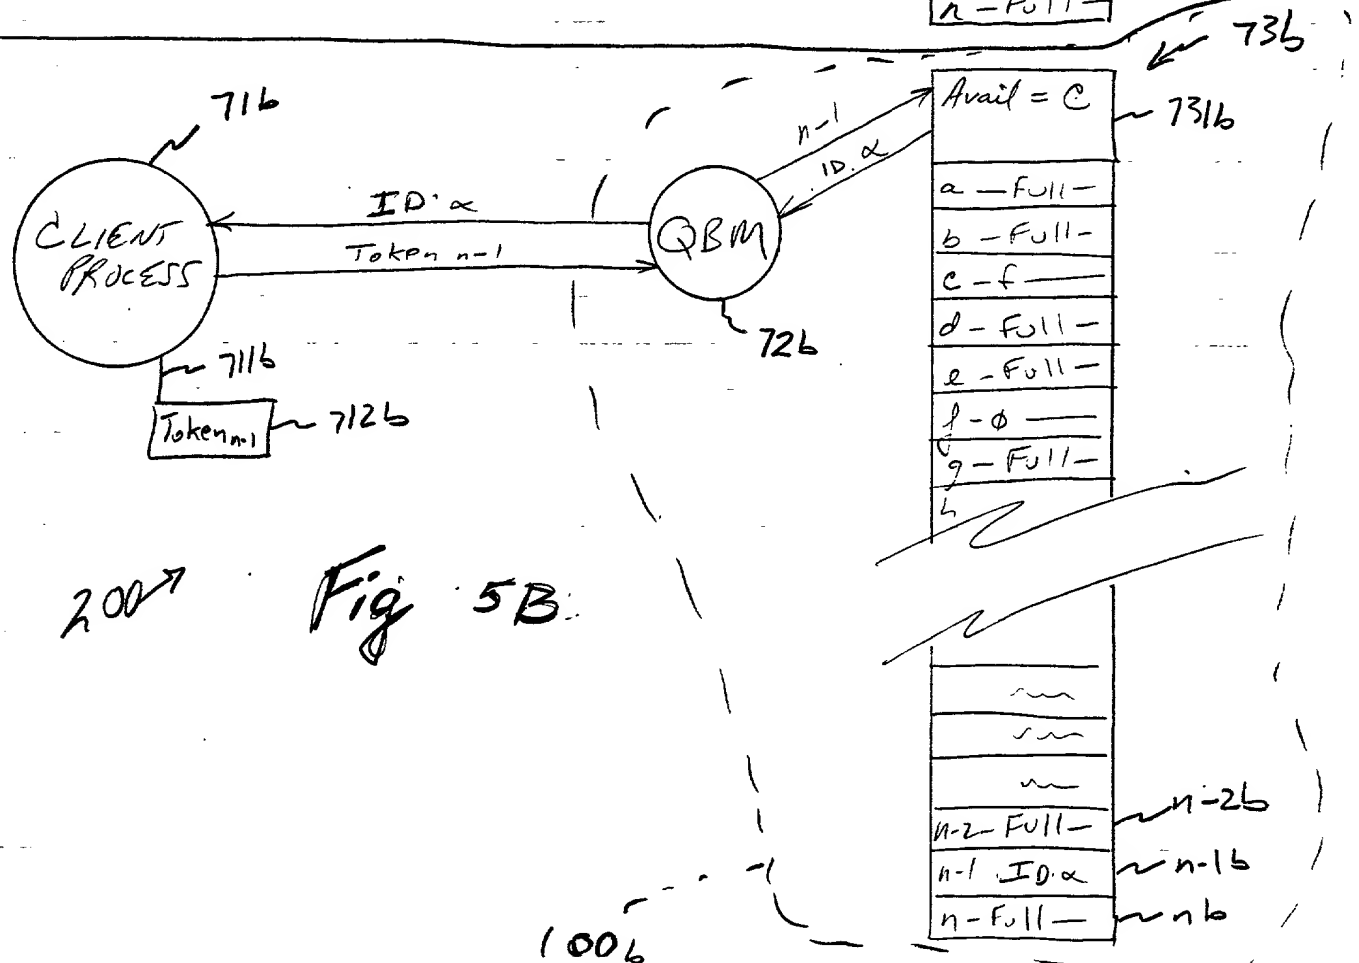 n - Full -
73b
Avail = C
731b
71b
n-1
ID. α
a - Full -
ID. α
CLIENT
PROCESS
QBM
b - Full -
Token n-1
c - f
d - Full -
72b
711b
e - Full -
Token n-1
712b
f - ø
g - Full -
h
200
Fig 5B
n-2 - Full -
n-2b
n-1 ID. α
n-1b
n - Full -
nb
100b